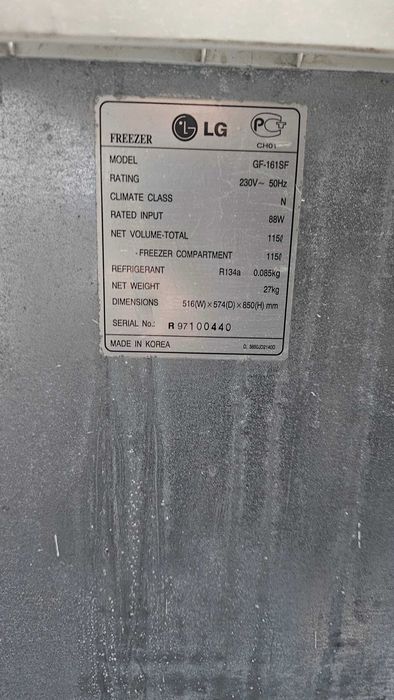 FREEZER LG PCT
CH01
MODEL GF-161SF
RATING 230V~ 50Hz
CLIMATE CLASS N
RATED INPUT 88W
NET VOLUME-TOTAL 115ℓ
- FREEZER COMPARTMENT 115ℓ
REFRIGERANT R134a 0.085kg
NET WEIGHT 27kg
DIMENSIONS 516(W)×574(D)×850(H) mm
SERIAL No.: R 97100440
MADE IN KOREA